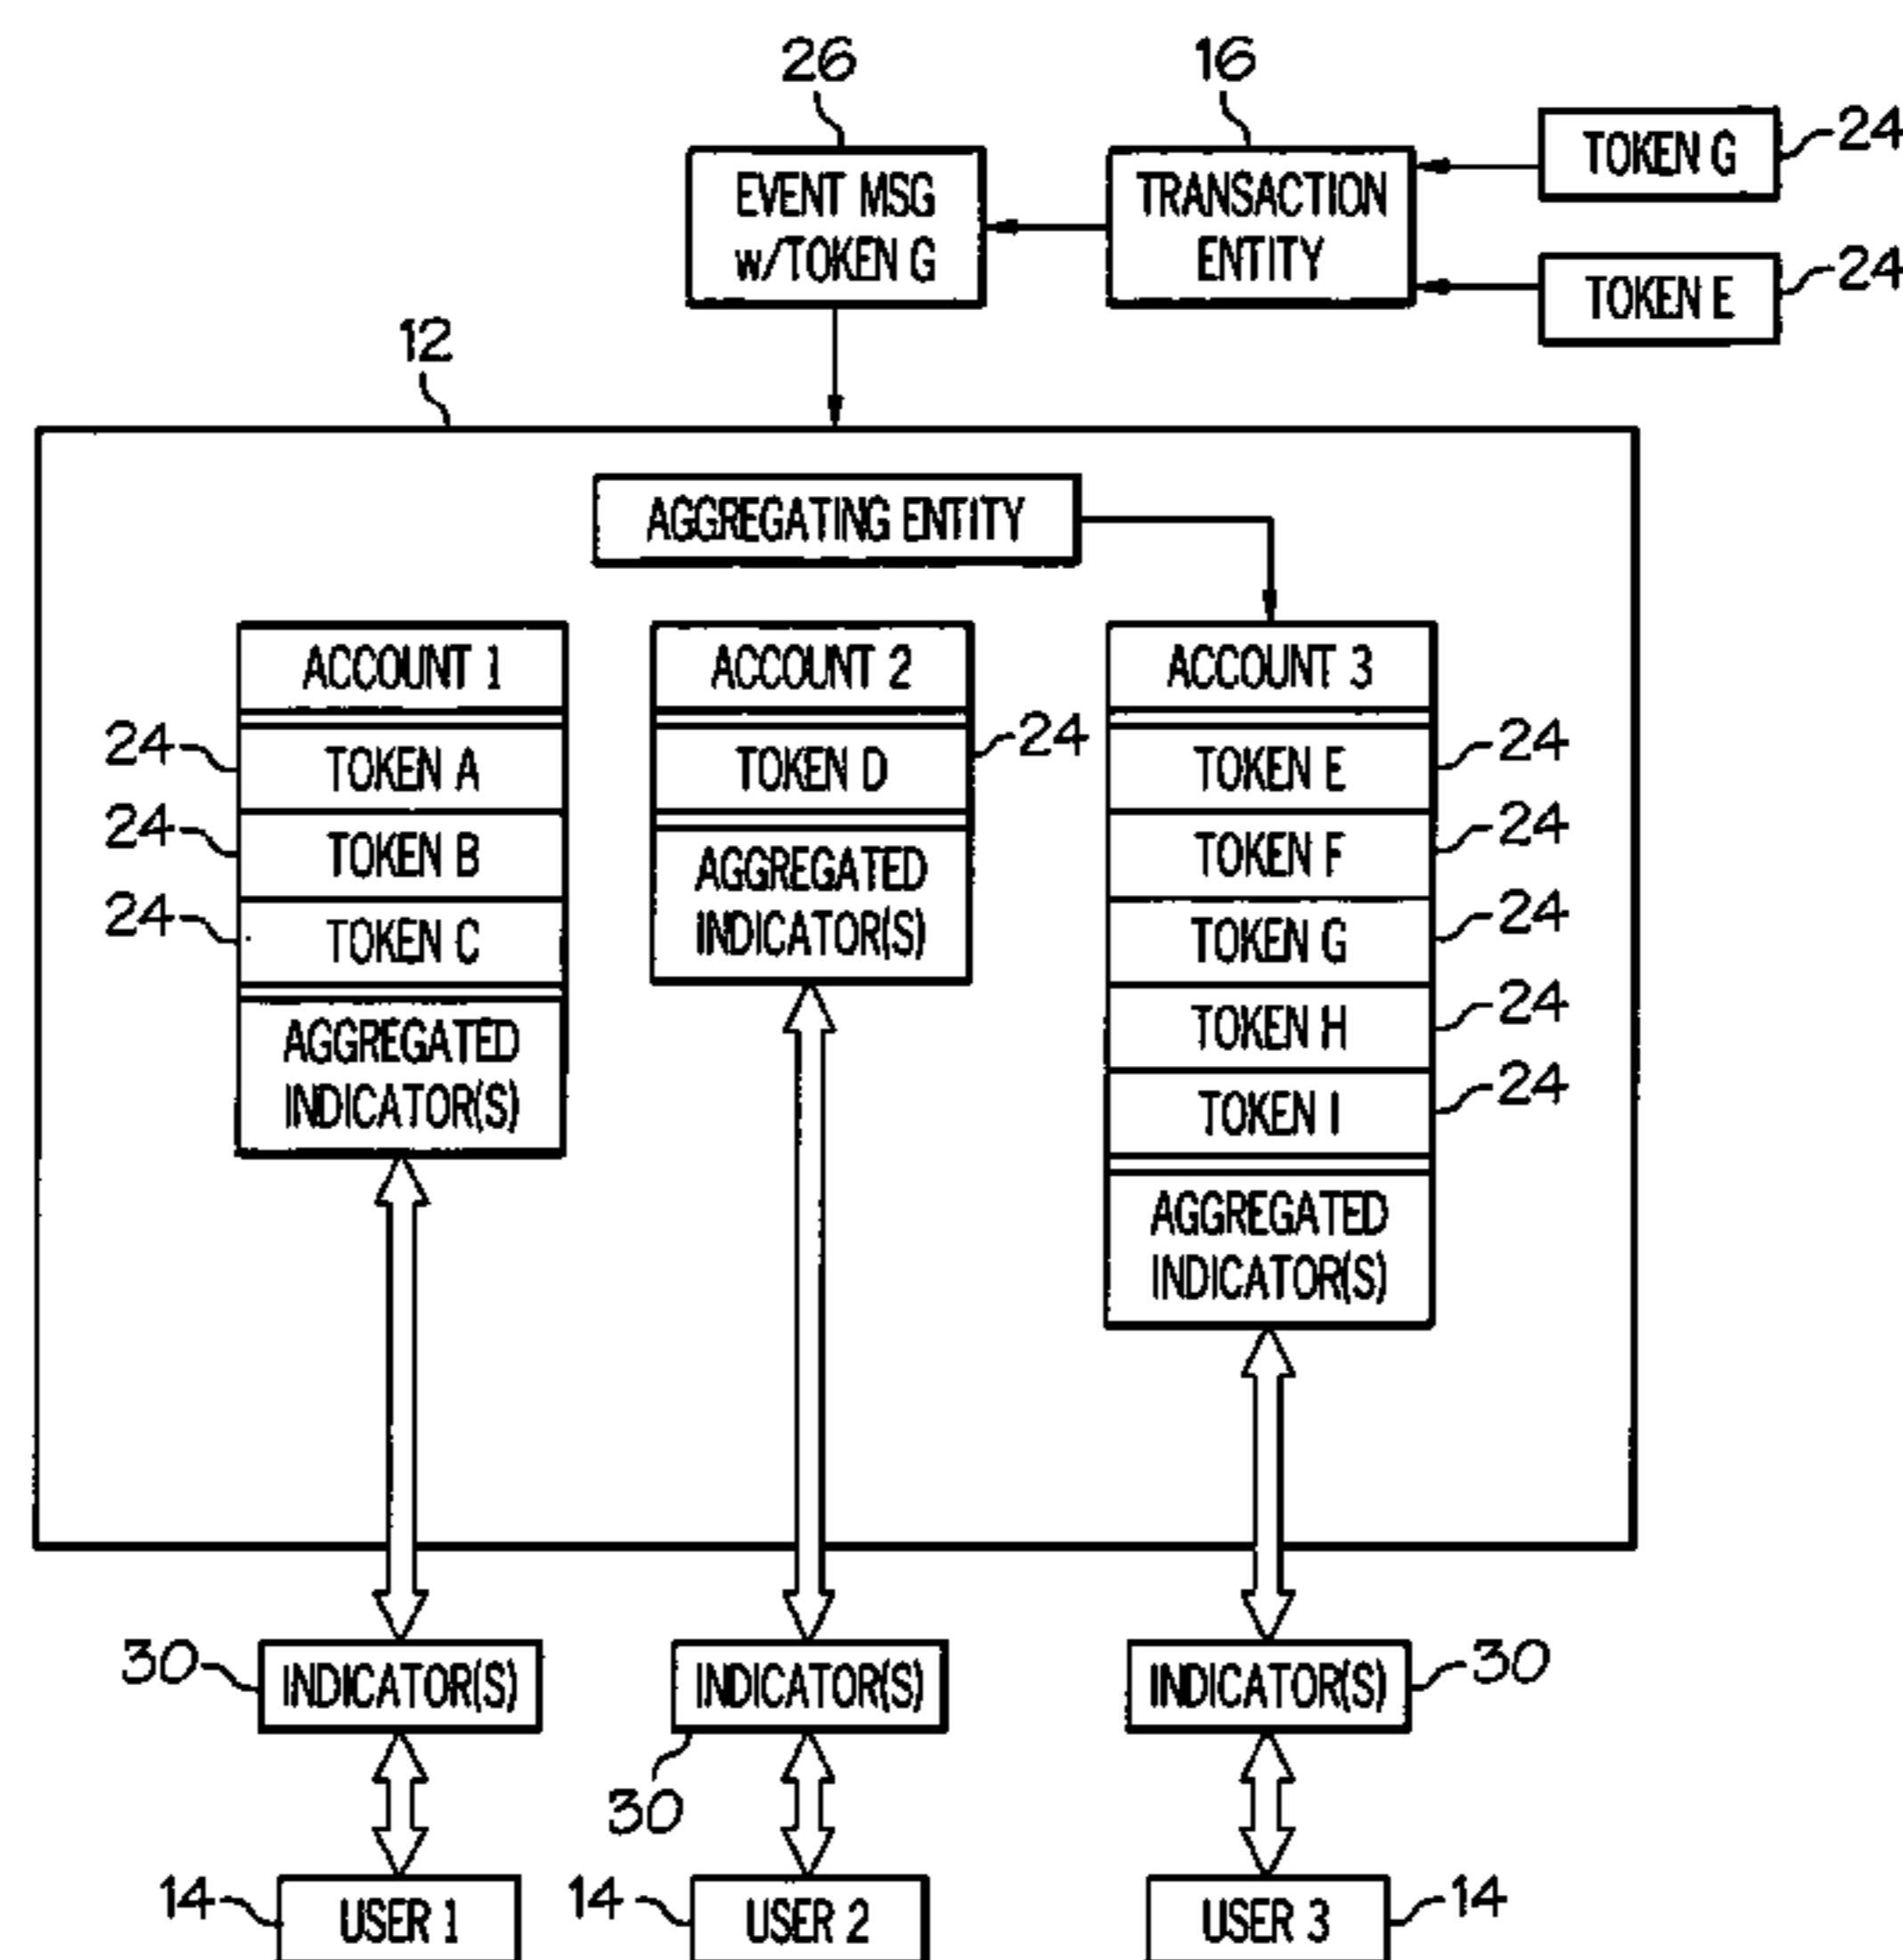 26
16
EVENT MSG
w/TOKEN G
TRANSACTION
ENTITY
TOKEN G
24
TOKEN E
24
12
AGGREGATING ENTITY
ACCOUNT 1
24
TOKEN A
24
TOKEN B
24
TOKEN C
AGGREGATED
INDICATOR(S)
ACCOUNT 2
TOKEN D
24
AGGREGATED
INDICATOR(S)
ACCOUNT 3
TOKEN E
24
TOKEN F
24
TOKEN G
24
TOKEN H
24
TOKEN I
24
AGGREGATED
INDICATOR(S)
30
INDICATOR(S)
INDICATOR(S)
30
INDICATOR(S)
30
14
USER 1
14
USER 2
USER 3
14